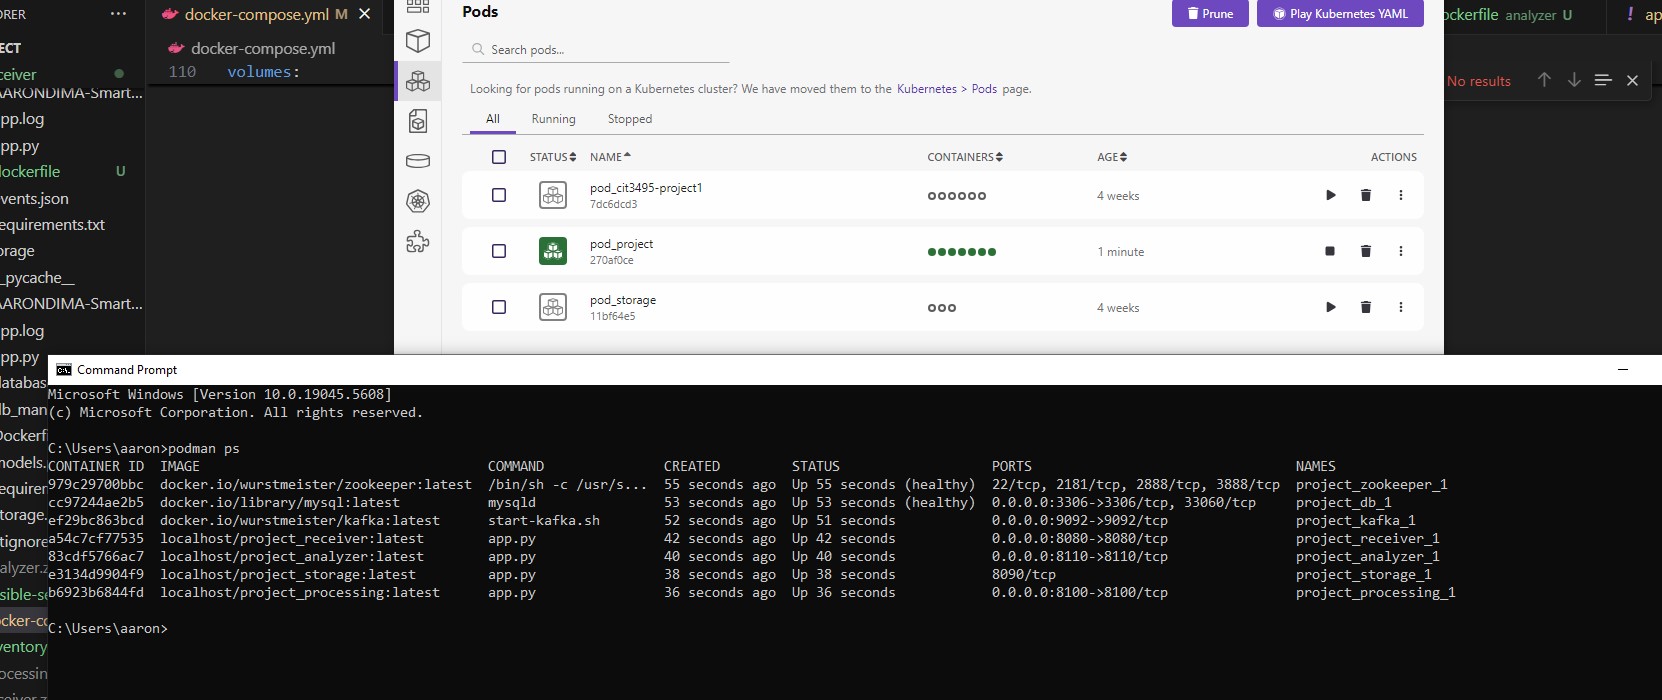 ORER ...
docker-compose.yml M
ECT
docker-compose.yml
ceiver
110 volumes:
AARONDIMA-Smart...
pp.log
pp.py
dockerfile U
vents.json
equirements.txt
orage
_pycache__
AARONDIMA-Smart...
pp.log
pp.py
databas
db_man
Dockerfi
models.
equirer
torage.
tignore
alyzer.z
sible-se
ocker-co
ventory
ocessin
ceiver.z
Pods
Prune
Play Kubernetes YAML
Search pods...
Looking for pods running on a Kubernetes cluster? We have moved them to the Kubernetes > Pods page.
All Running Stopped
STATUS NAME CONTAINERS AGE ACTIONS
pod_cit3495-project1
7dc6dcd3
4 weeks
pod_project
270af0ce
1 minute
pod_storage
11bf64e5
4 weeks
ockerfile analyzer U
! ap
No results
Command Prompt
Microsoft Windows [Version 10.0.19045.5608]
(c) Microsoft Corporation. All rights reserved.
C:\Users\aaron>podman ps
CONTAINER ID IMAGE COMMAND CREATED STATUS PORTS NAMES
979c29700bbc docker.io/wurstmeister/zookeeper:latest /bin/sh -c /usr/s... 55 seconds ago Up 55 seconds (healthy) 22/tcp, 2181/tcp, 2888/tcp, 3888/tcp project_zookeeper_1
cc97244ae2b5 docker.io/library/mysql:latest mysqld 53 seconds ago Up 53 seconds (healthy) 0.0.0.0:3306->3306/tcp, 33060/tcp project_db_1
ef29bc863bcd docker.io/wurstmeister/kafka:latest start-kafka.sh 52 seconds ago Up 51 seconds 0.0.0.0:9092->9092/tcp project_kafka_1
a54c7cf77535 localhost/project_receiver:latest app.py 42 seconds ago Up 42 seconds 0.0.0.0:8080->8080/tcp project_receiver_1
83cdf5766ac7 localhost/project_analyzer:latest app.py 40 seconds ago Up 40 seconds 0.0.0.0:8110->8110/tcp project_analyzer_1
e3134d9904f9 localhost/project_storage:latest app.py 38 seconds ago Up 38 seconds 8090/tcp project_storage_1
b6923b6844fd localhost/project_processing:latest app.py 36 seconds ago Up 36 seconds 0.0.0.0:8100->8100/tcp project_processing_1
C:\Users\aaron>